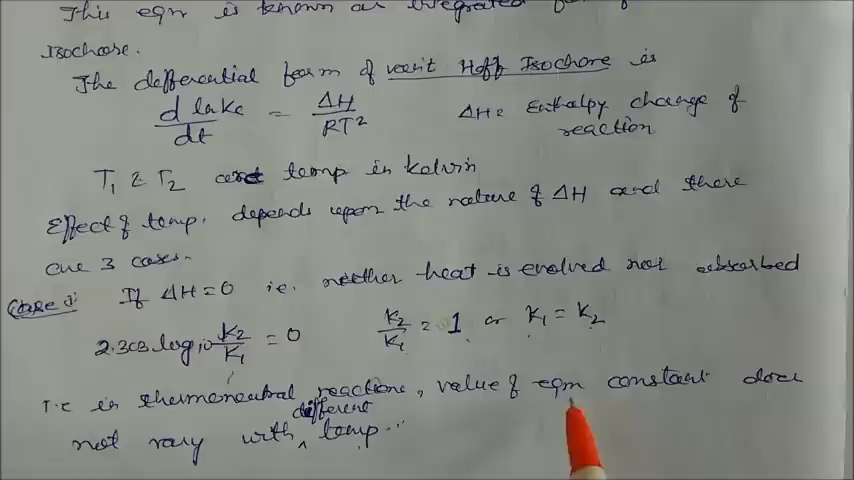 This eqn is known as integrated form of
Isochore.
The differential form of vant Hoff Isochore is
d lnKc / dt = ΔH / RT² ΔH = Enthalpy change of reaction
T₁ & T₂ are temp in kelvin
Effect of temp. depends upon the nature of ΔH and there
are 3 cases.
Case I: If ΔH=0 i.e. neither heat is evolved nor absorbed
2.303 log₁₀ K₂/K₁ = 0 K₂/K₁ = 1 or K₁ = K₂
i.e in thermoneutral reactions, value of eqm constant does
not vary with different temp...